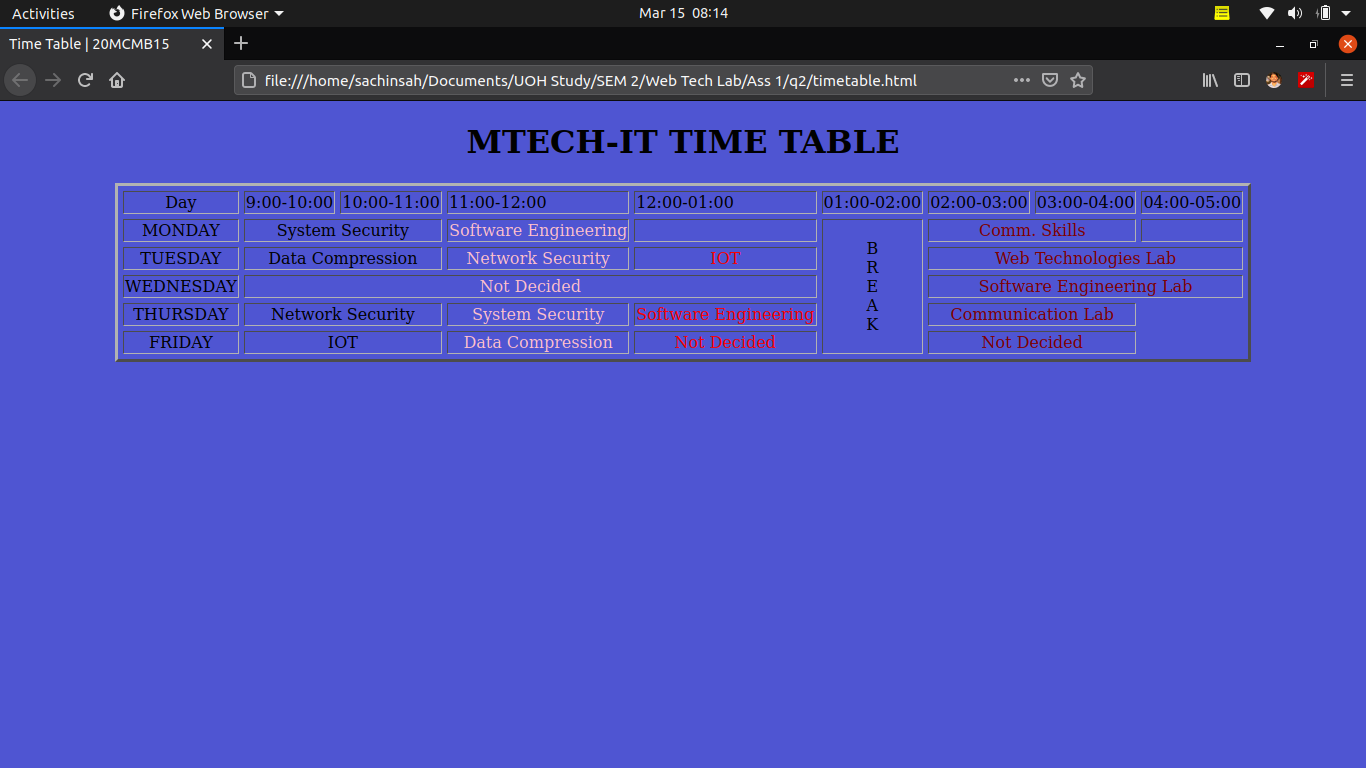 Activities Firefox Web Browser Mar 15 08:14
Time Table | 20MCMB15
file:///home/sachinsah/Documents/UOH Study/SEM 2/Web Tech Lab/Ass 1/q2/timetable.html
MTECH-IT TIME TABLE
Day 9:00-10:00 10:00-11:00 11:00-12:00 12:00-01:00 01:00-02:00 02:00-03:00 03:00-04:00 04:00-05:00
MONDAY System Security Software Engineering Comm. Skills
TUESDAY Data Compression Network Security IOT Web Technologies Lab
WEDNESDAY Not Decided Software Engineering Lab
THURSDAY Network Security System Security Software Engineering Communication Lab
FRIDAY IOT Data Compression Not Decided Not Decided
B
R
E
A
K